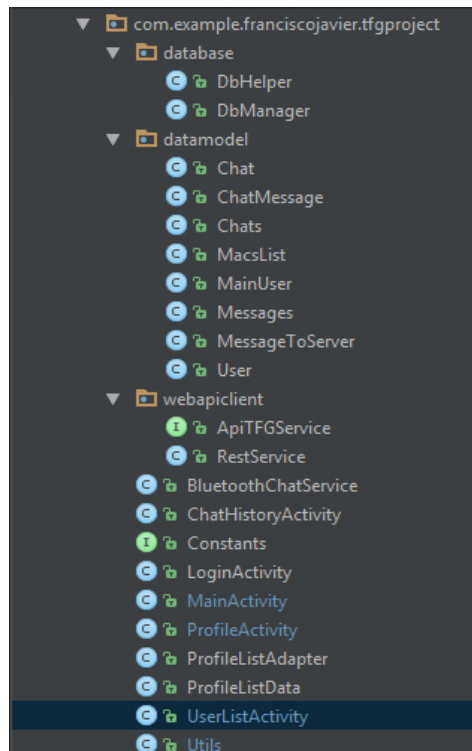 com.example.franciscojavier.tfgproject
database
DbHelper
DbManager
datamodel
Chat
ChatMessage
Chats
MacsList
MainUser
Messages
MessageToServer
User
webapiclient
ApiTFGService
RestService
BluetoothChatService
ChatHistoryActivity
Constants
LoginActivity
MainActivity
ProfileActivity
ProfileListAdapter
ProfileListData
UserListActivity
Utils